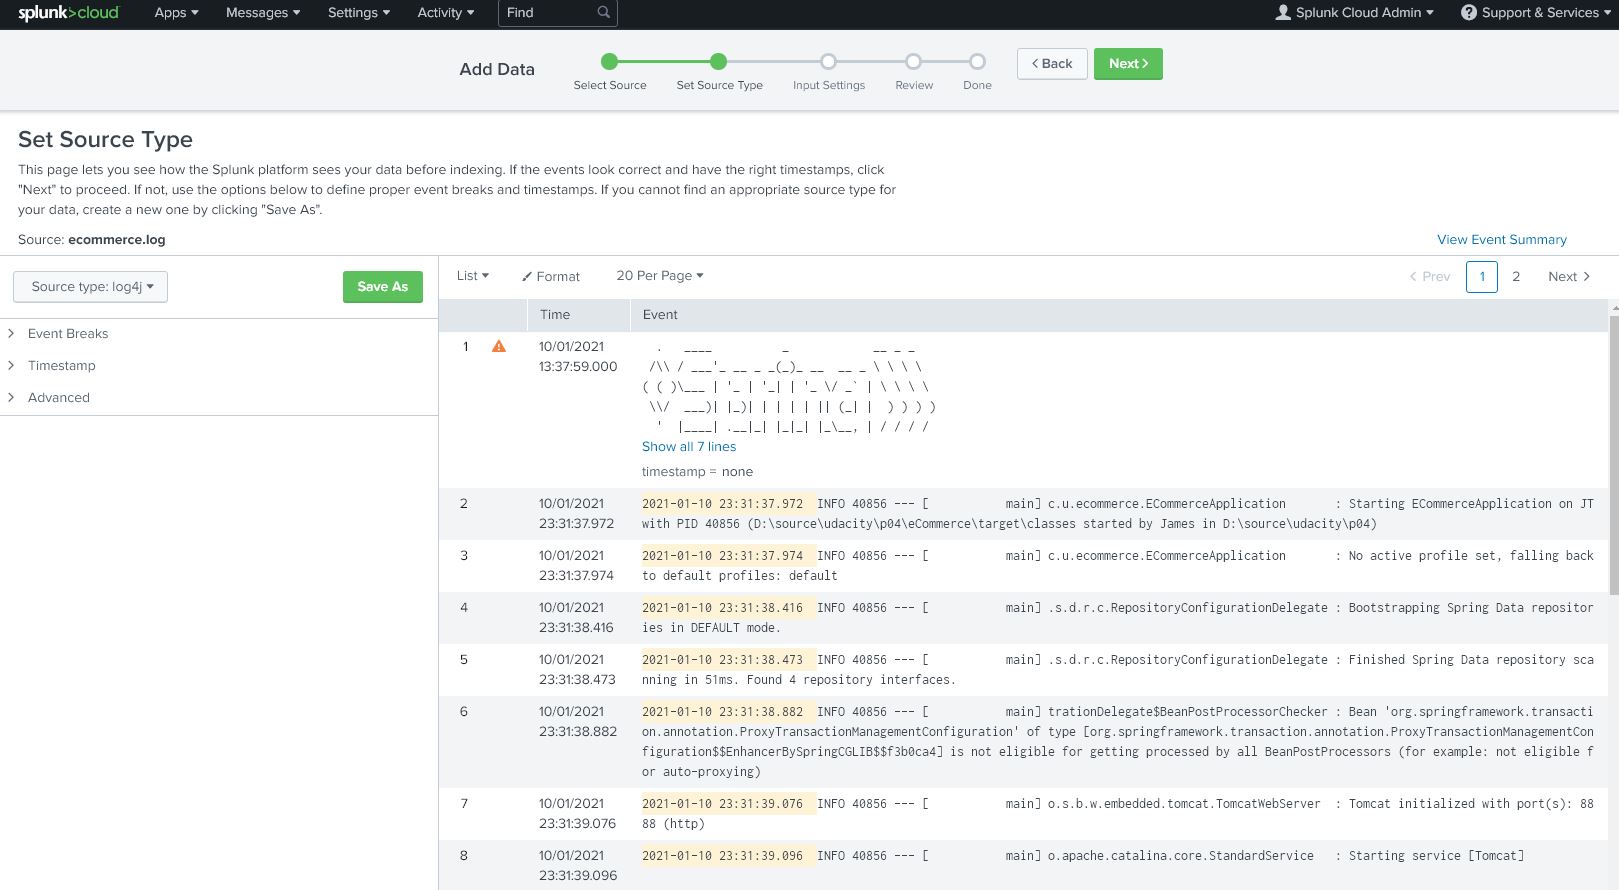 splunk>cloud Apps Messages Settings Activity Find Splunk Cloud Admin Support & Services
Add Data Select Source Set Source Type Input Settings Review Done < Back Next >
Set Source Type
This page lets you see how the Splunk platform sees your data before indexing. If the events look correct and have the right timestamps, click
"Next" to proceed. If not, use the options below to define proper event breaks and timestamps. If you cannot find an appropriate source type for
your data, create a new one by clicking "Save As".
Source: ecommerce.log View Event Summary
Source type: log4j Save As
> Event Breaks
> Timestamp
> Advanced
List Format 20 Per Page < Prev 1 2 Next >
Time Event
1 10/01/2021
13:37:59.000
  .   ____          _            __ _ _
 /\\ / ___'_ __ _ _(_)_ __  __ _ \ \ \ \
( ( )\___ | '_ | '_| | '_ \/ _` | \ \ \ \
 \\/  ___)| |_)| | | | | || (_| |  ) ) ) )
  '  |____| .__|_| |_|_| |_\__, | / / / /
Show all 7 lines
timestamp = none
2 10/01/2021 2021-01-10 23:31:37.972 INFO 40856 --- [           main] c.u.ecommerce.ECommerceApplication       : Starting ECommerceApplication on JT
23:31:37.972 with PID 40856 (D:\source\udacity\p04\eCommerce\target\classes started by James in D:\source\udacity\p04)
3 10/01/2021 2021-01-10 23:31:37.974 INFO 40856 --- [           main] c.u.ecommerce.ECommerceApplication       : No active profile set, falling back
23:31:37.974 to default profiles: default
4 10/01/2021 2021-01-10 23:31:38.416 INFO 40856 --- [           main] .s.d.r.c.RepositoryConfigurationDelegate : Bootstrapping Spring Data repositor
23:31:38.416 ies in DEFAULT mode.
5 10/01/2021 2021-01-10 23:31:38.473 INFO 40856 --- [           main] .s.d.r.c.RepositoryConfigurationDelegate : Finished Spring Data repository sca
23:31:38.473 nning in 51ms. Found 4 repository interfaces.
6 10/01/2021 2021-01-10 23:31:38.882 INFO 40856 --- [           main] trationDelegate$BeanPostProcessorChecker : Bean 'org.springframework.transacti
23:31:38.882 on.annotation.ProxyTransactionManagementConfiguration' of type [org.springframework.transaction.annotation.ProxyTransactionManagementCon
figuration$$EnhancerBySpringCGLIB$$f3b0ca4] is not eligible for getting processed by all BeanPostProcessors (for example: not eligible f
or auto-proxying)
7 10/01/2021 2021-01-10 23:31:39.076 INFO 40856 --- [           main] o.s.b.w.embedded.tomcat.TomcatWebServer  : Tomcat initialized with port(s): 88
23:31:39.076 88 (http)
8 10/01/2021 2021-01-10 23:31:39.096 INFO 40856 --- [           main] o.apache.catalina.core.StandardService   : Starting service [Tomcat]
23:31:39.096